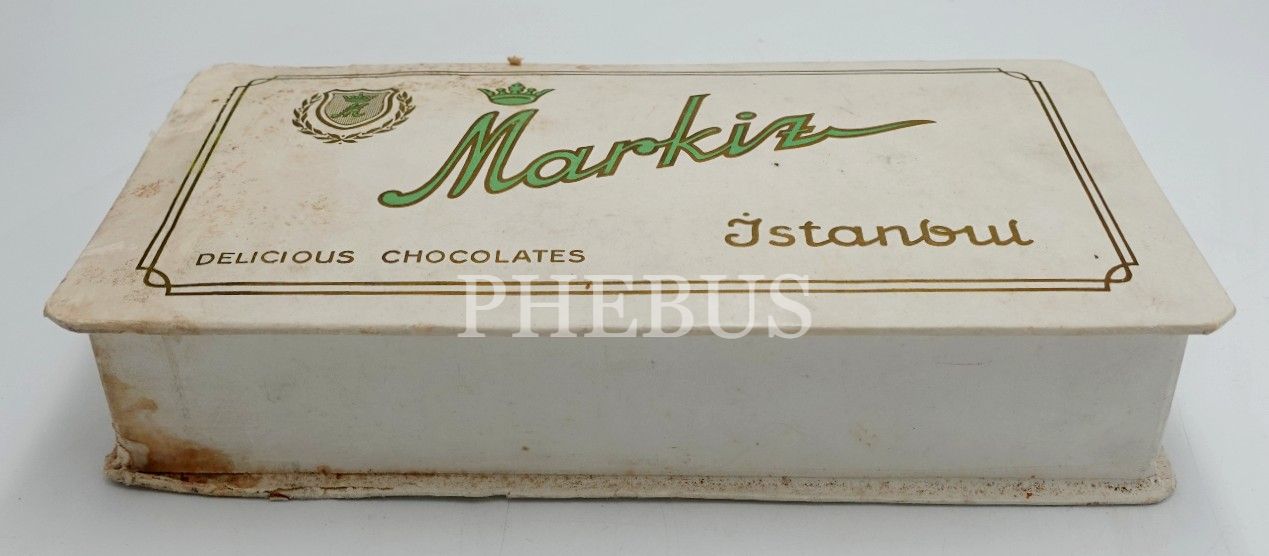 M
Markiz
İstanbul
DELICIOUS CHOCOLATES
PHEBUS